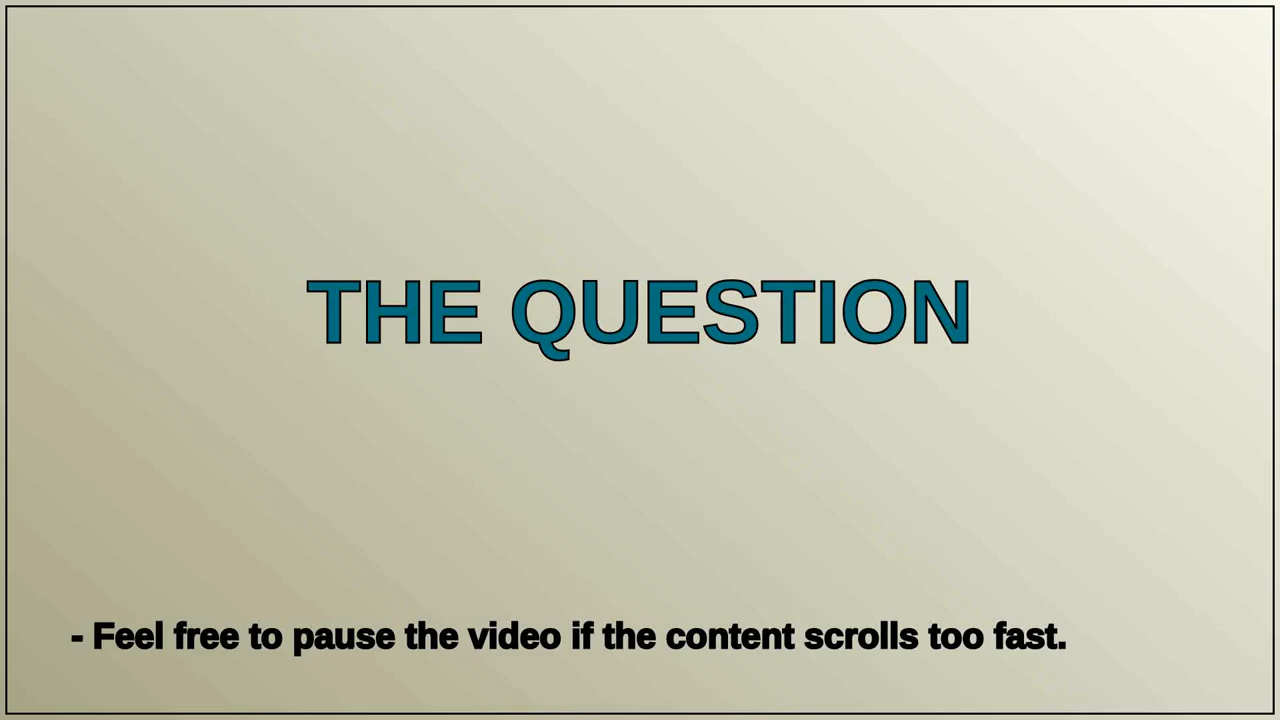 THE QUESTION
- Feel free to pause the video if the content scrolls too fast.